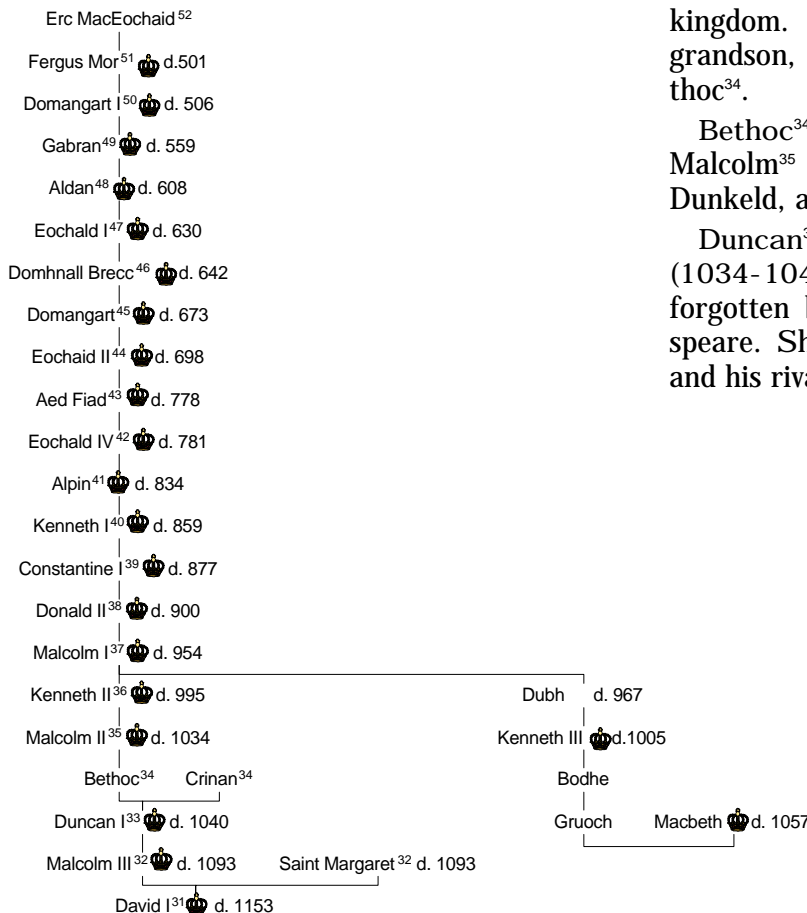 Erc MacEochaid 52
Fergus Mor 51 d.501
Domangart I 50 d. 506
Gabran 49 d. 559
Aldan 48 d. 608
Eochald I 47 d. 630
Domhnall Brecc 46 d. 642
Domangart 45 d. 673
Eochaid II 44 d. 698
Aed Fiad 43 d. 778
Eochald IV 42 d. 781
Alpin 41 d. 834
Kenneth I 40 d. 859
Constantine I 39 d. 877
Donald II 38 d. 900
Malcolm I 37 d. 954
Kenneth II 36 d. 995 Dubh d. 967
Malcolm II 35 d. 1034 Kenneth III d.1005
Bethoc 34 Crinan 34 Bodhe
Duncan I 33 d. 1040 Gruoch Macbeth d. 1057
Malcolm III 32 d. 1093 Saint Margaret 32 d. 1093
David I 31 d. 1153
kingdom.
grandson,
thoc 34.
Bethoc 34
Malcolm 35
Dunkeld, a
Duncan 3
(1034-104
forgotten
speare. Sh
and his riva